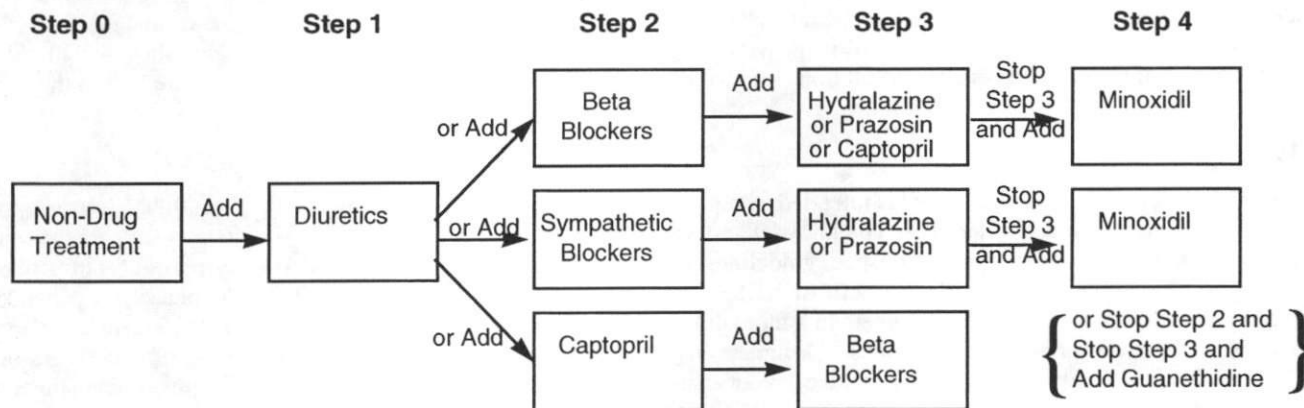 Step 0
Step 1
Step 2
Step 3
Step 4
Non-Drug
Treatment
Add
Diuretics
or Add
Beta
Blockers
Add
Hydralazine
or Prazosin
or Captopril
Stop
Step 3
and Add
Minoxidil
or Add
Sympathetic
Blockers
Add
Hydralazine
or Prazosin
Stop
Step 3
and Add
Minoxidil
or Add
Captopril
Add
Beta
Blockers
{ or Stop Step 2 and
Stop Step 3 and
Add Guanethidine }